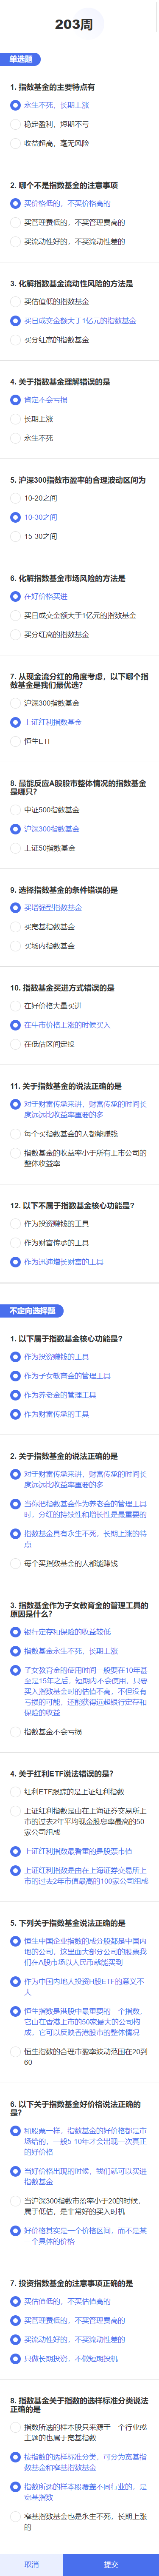 203周
单选题
1. 指数基金的主要特点有
永生不死，长期上涨
稳定盈利，短期不亏
收益超高，毫无风险
2. 哪个不是指数基金的注意事项
买价格低的，不买价格高的
买管理费低的，不买管理费高的
买流动性好的，不买流动性差的
3. 化解指数基金流动性风险的方法是
买估值低的指数基金
买日成交金额大于1亿元的指数基金
买分红高的指数基金
4. 关于指数基金理解错误的是
肯定不会亏损
长期上涨
永生不死
5. 沪深300指数市盈率的合理波动区间为
10-20之间
10-30之间
15-30之间
6. 化解指数基金市场风险的方法是
在好价格买进
买日成交金额大于1亿元的指数基金
买分红高的指数基金
7. 从现金流分红的角度考虑，以下哪个指
数基金是我们最优选？
沪深300指数基金
上证红利指数基金
恒生ETF
8. 最能反应A股股市整体情况的指数基金
是哪只？
中证500指数基金
沪深300指数基金
上证50指数基金
9. 选择指数基金的条件错误的是
买增强型指数基金
买宽基指数基金
买场内指数基金
10. 指数基金买进方式错误的是
在好价格大量买进
在牛市价格上涨的时候买入
在低估区间定投
11. 关于指数基金的说法正确的是
对于财富传承来讲，财富传承的时间长
度远远比收益率重要的多
每个买指数基金的人都能赚钱
指数基金的收益率小于所有上市公司的
整体收益率
12. 以下不属于指数基金核心功能是？
作为投资赚钱的工具
作为财富传承的工具
作为迅速增长财富的工具
不定向选择题
1. 以下属于指数基金核心功能是？
作为投资赚钱的工具
作为子女教育金的管理工具
作为养老金的管理工具
作为财富传承的工具
2. 关于指数基金的说法正确的是
对于财富传承来讲，财富传承的时间长
度远远比收益率重要的多
当你把指数基金作为养老金的管理工具
时，分红的持续性和增长性是最重要的
指数基金具有永生不死，长期上涨的特
点
每个买指数基金的人都能赚钱
3. 指数基金作为子女教育金的管理工具的
原因是什么？
银行定存和保险的收益较低
指数基金永生不死，长期上涨
子女教育金的使用时间一般要在10年甚
至是15年之后，短期内不会使用，只要
买入指数基金时的估值不高，不但没有
亏损的可能，还能获得远超银行定存和
保险的收益
指数基金不会亏损
4. 关于红利ETF说法错误的是？
红利ETF跟踪的是上证红利指数
上证红利指数是由在上海证券交易所上
市的过去2年平均现金股息率最高的50
家公司组成
上证红利指数最看重的是股票市值
上证红利指数是由在上海证券交易所上
市的过去2年市值最高的100家公司组成
5. 下列关于指数基金说法正确的是
恒生中国企业指数的成分股都是中国内
地的公司，这里面大部分公司的股票我
们在A股市场以人民币就能买到
作为中国内地人投资H股ETF的意义不
大
恒生指数是港股中最重要的一个指数，
它由在香港上市的50家最大的公司构
成，它可以反映香港股市的整体情况
恒生指数的合理市盈率波动范围在20到
60
6. 以下关于指数基金好价格说法正确的
是？
和股票一样，指数基金的好价格都是市
场给的，一般5-10年才会出现一次真正
的好价格
当好价格出现的时候，我们就可以买进
指数基金
当沪深300指数市盈率小于20的时候，
属于低估，是非常好的买入时机
好价格其实是一个价格区间，而不是某
一个具体的价格
7. 投资指数基金的注意事项正确的是
买估值低的，不买估值高的
买管理费低的，不买管理费高的
买流动性好的，不买流动性差的
只做长期投资，不做短期投机
8. 指数基金关于指数的选样标准分类说法
正确的是
指数所选的样本股只来源于一个行业或
主题的也属于宽基指数
按指数的选样标准分类，可分为宽基指
数基金和窄基指数基金
指数所选的样本股覆盖不同行业的，是
宽基指数
窄基指数基金也是永生不死，长期上涨
的
取消
提交